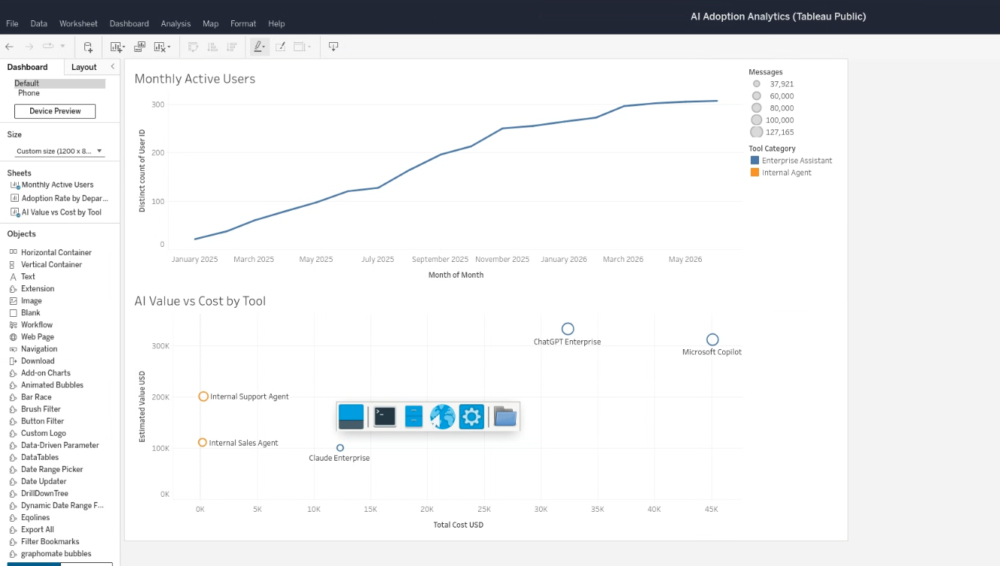 AI Adoption Analytics (Tableau Public)
File Data Worksheet Dashboard Analysis Map Format Help
Dashboard Layout
Default
Phone
Device Preview
Size
Custom size (1200 x 8...
Sheets
Monthly Active Users
Adoption Rate by Depar...
AI Value vs Cost by Tool
Objects
Horizontal Container
Vertical Container
Text
Extension
Image
Blank
Workflow
Web Page
Navigation
Download
Add-on Charts
Animated Bubbles
Bar Race
Brush Filter
Button Filter
Custom Logo
Data-Driven Parameter
DataTables
Date Range Picker
Date Updater
DrillDownTree
Dynamic Date Range F...
Eqolines
Export All
Filter Bookmarks
graphomate bubbles
Monthly Active Users
Distinct count of User ID
300
200
100
0
January 2025 March 2025 May 2025 July 2025 September 2025 November 2025 January 2026 March 2026 May 2026
Month of Month
AI Value vs Cost by Tool
Estimated Value USD
300K
200K
100K
0K
ChatGPT Enterprise
Microsoft Copilot
Internal Support Agent
Internal Sales Agent
Claude Enterprise
0K 5K 10K 15K 20K 25K 30K 35K 40K 45K
Total Cost USD
Messages
37,921
60,000
80,000
100,000
127,165
Tool Category
Enterprise Assistant
Internal Agent